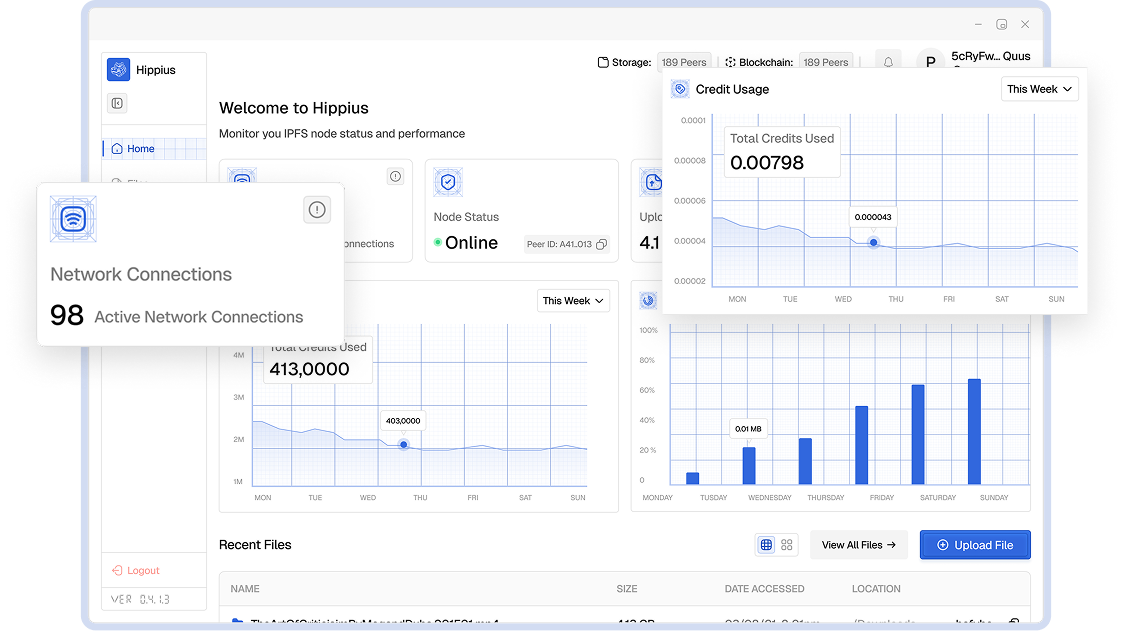 Hippius
Storage: 189 Peers Blockchain: 189 Peers
P 5cRyFw... Quus
Welcome to Hippius
Monitor you IPFS node status and performance
Home
Network Connections
98 Active Network Connections
onnections
Node Status
Online Peer ID: A41..013
Uplo
4.1
Credit Usage This Week
Total Credits Used
0.00798
0.0001
0.00008
0.00006
0.00004
0.00002
0.000043
MON TUE WED THU FRI SAT SUN
This Week
Total Credits Used
413,0000
4M
3M
2M
1M
403,0000
MON TUE WED THU FRI SAT SUN
100%
80%
60%
40%
20 %
0
0.01 MB
MONDAY TUSDAY WEDNESDAY THURSDAY FRIDAY SATURDAY SUNDAY
Recent Files
View All Files →
Upload File
NAME SIZE DATE ACCESSED LOCATION
Logout
VER 0.4.1.3